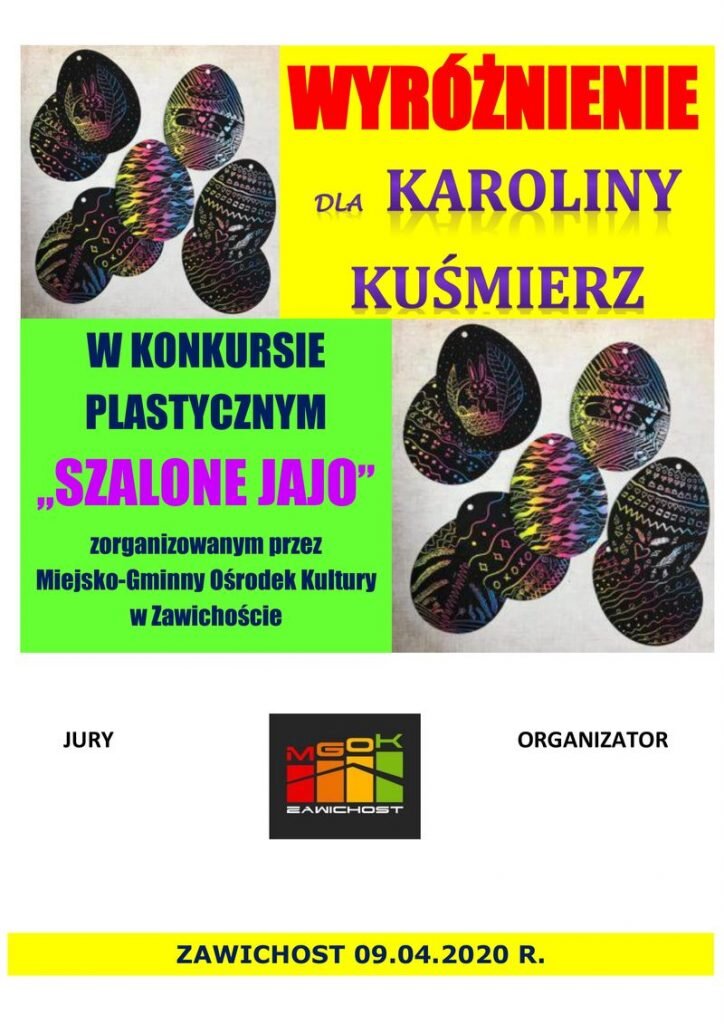 WYRÓŻNIENIE
DLA KAROLINY
KUŚMIERZ
W KONKURSIE
PLASTYCZNYM
„SZALONE JAJO”
zorganizowanym przez
Miejsko-Gminny Ośrodek Kultury
w Zawichoście
JURY
ORGANIZATOR
MGOK
ZAWICHOST
ZAWICHOST 09.04.2020 R.